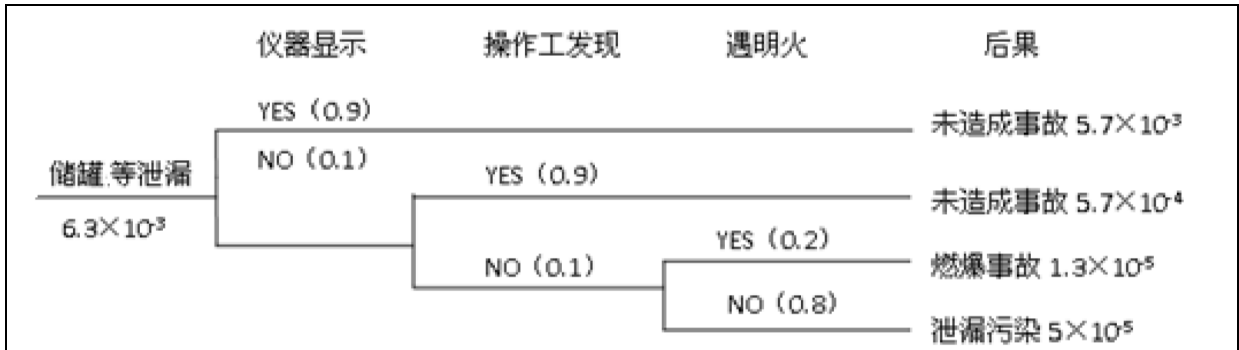 仪器显示 操作工发现 遇明火 后果
YES（0.9）
未造成事故 5.7×10⁻³
NO（0.1）
储罐.等泄漏
YES（0.9）
未造成事故 5.7×10⁻⁴
6.3×10⁻³
YES（0.2）
NO（0.1）
燃爆事故 1.3×10⁻⁵
NO（0.8）
泄漏污染 5×10⁻⁵